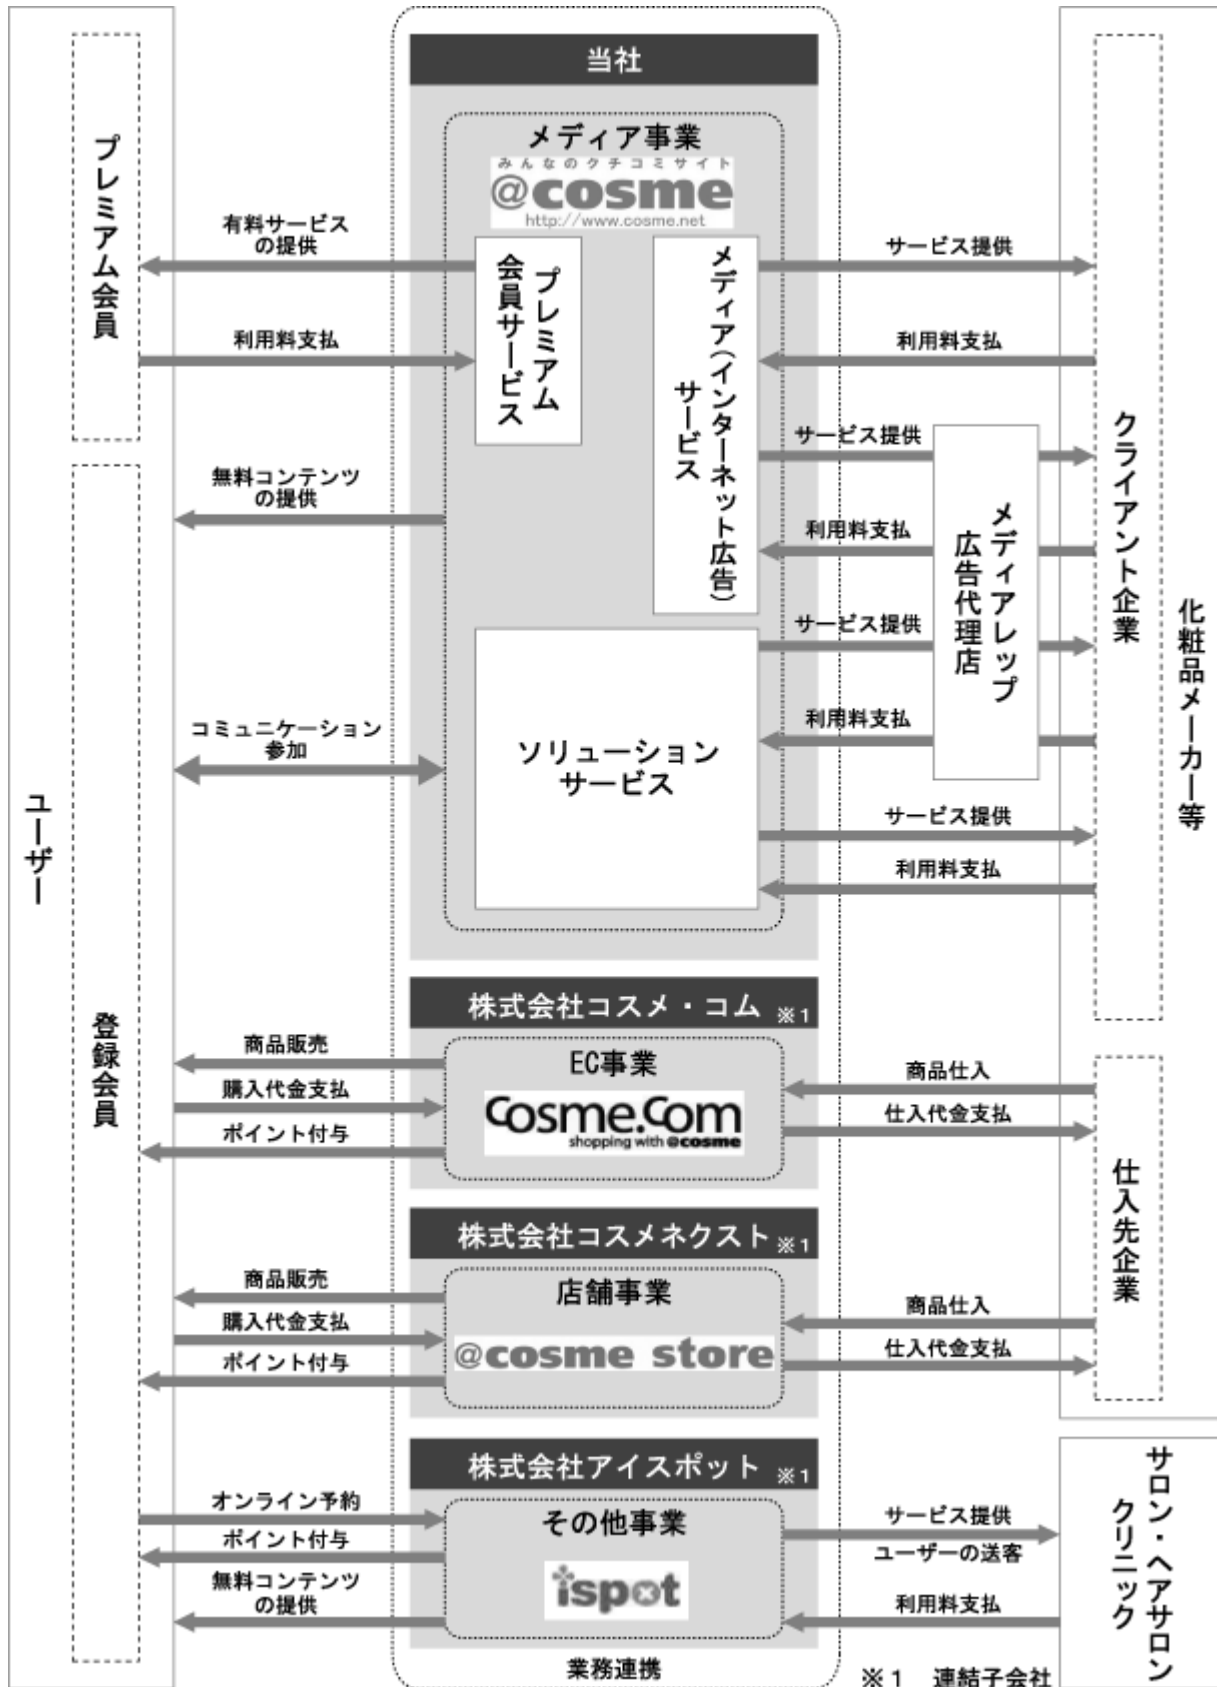 当社
メディア事業
みんなのクチコミサイト
@cosme
http://www.cosme.net
プレミアム会員
有料サービス
の提供
利用料支払
プレミアム
会員サービス
メディア(インターネット広告)
サービス
サービス提供
利用料支払
サービス提供
利用料支払
サービス提供
利用料支払
メディアレップ
広告代理店
クライアント企業
化粧品メーカー等
無料コンテンツ
の提供
コミュニケーション
参加
ソリューション
サービス
サービス提供
利用料支払
ユーザー
登録会員
株式会社コスメ・コム ※1
EC事業
Cosme.Com
shopping with @cosme
商品販売
購入代金支払
ポイント付与
商品仕入
仕入代金支払
仕入先企業
株式会社コスメネクスト ※1
店舗事業
@cosme store
商品販売
購入代金支払
ポイント付与
商品仕入
仕入代金支払
株式会社アイスポット ※1
その他事業
ispot
オンライン予約
ポイント付与
無料コンテンツ
の提供
サービス提供
ユーザーの送客
利用料支払
サロン・ヘアサロン
クリニック
業務連携
※1 連結子会社